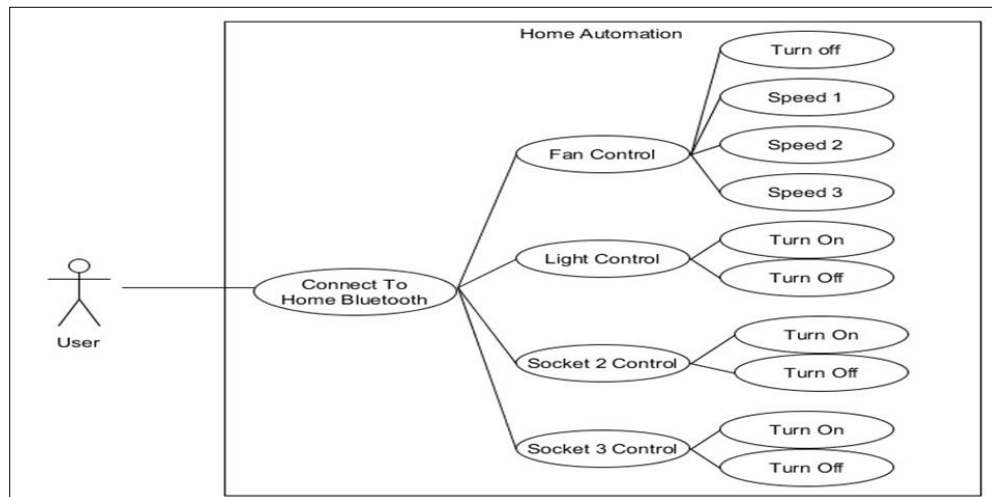 Home Automation
Turn off
Speed 1
Fan Control
Speed 2
Speed 3
Turn On
Light Control
Turn Off
Connect To
Home Bluetooth
User
Turn On
Socket 2 Control
Turn Off
Turn On
Socket 3 Control
Turn Off